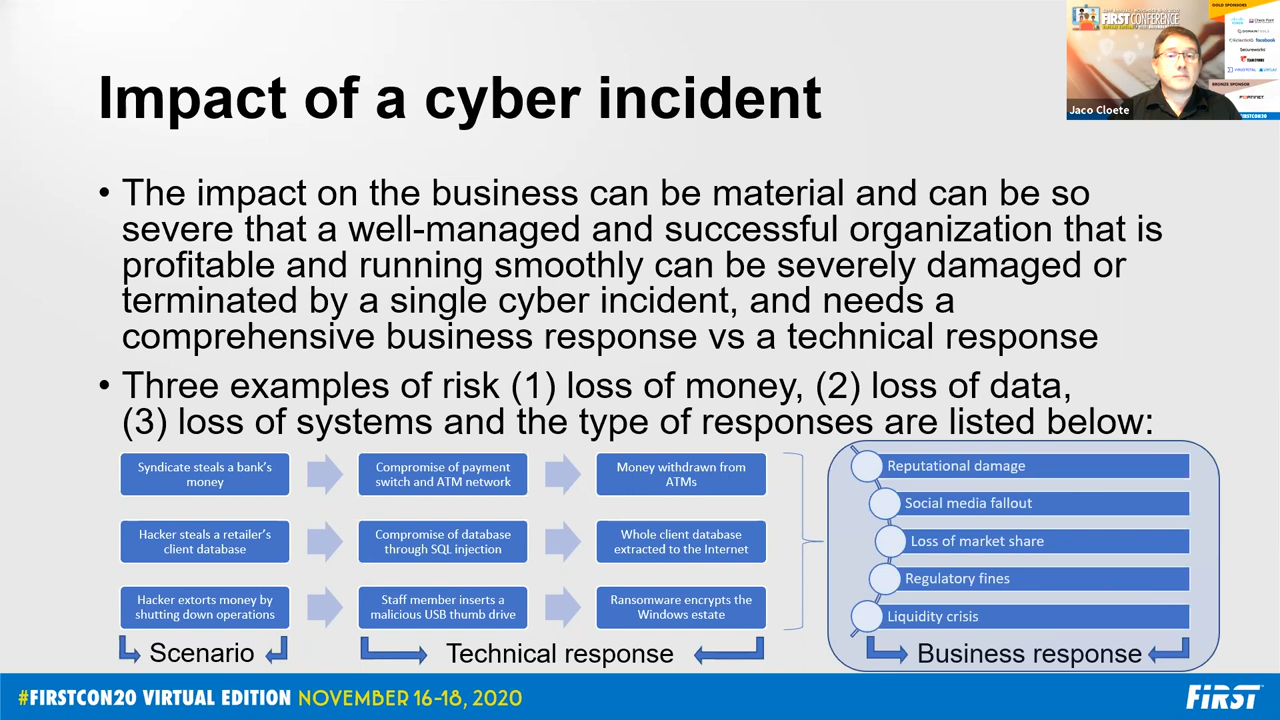 Impact of a cyber incident
• The impact on the business can be material and can be so
severe that a well-managed and successful organization that is
profitable and running smoothly can be severely damaged or
terminated by a single cyber incident, and needs a
comprehensive business response vs a technical response
• Three examples of risk (1) loss of money, (2) loss of data,
(3) loss of systems and the type of responses are listed below:
Syndicate steals a bank's
money
Compromise of payment
switch and ATM network
Money withdrawn from
ATMs
Hacker steals a retailer's
client database
Compromise of database
through SQL injection
Whole client database
extracted to the Internet
Hacker extorts money by
shutting down operations
Staff member inserts a
malicious USB thumb drive
Ransomware encrypts the
Windows estate
Reputational damage
Social media fallout
Loss of market share
Regulatory fines
Liquidity crisis
Scenario
Technical response
Business response
FIRST CONFERENCE
GOLD SPONSORS
facebook
Secureworks
BRONZE SPONSOR
FORTINET
FIRSTCON20
Jaco Cloete
#FIRSTCON20 VIRTUAL EDITION NOVEMBER 16-18, 2020
FIRST